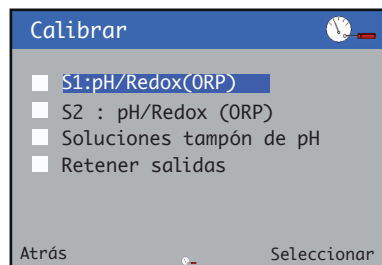 Calibrar
S1:pH/Redox(ORP)
S2 : pH/Redox (ORP)
Soluciones tampón de pH
Retener salidas
Atrás
Seleccionar